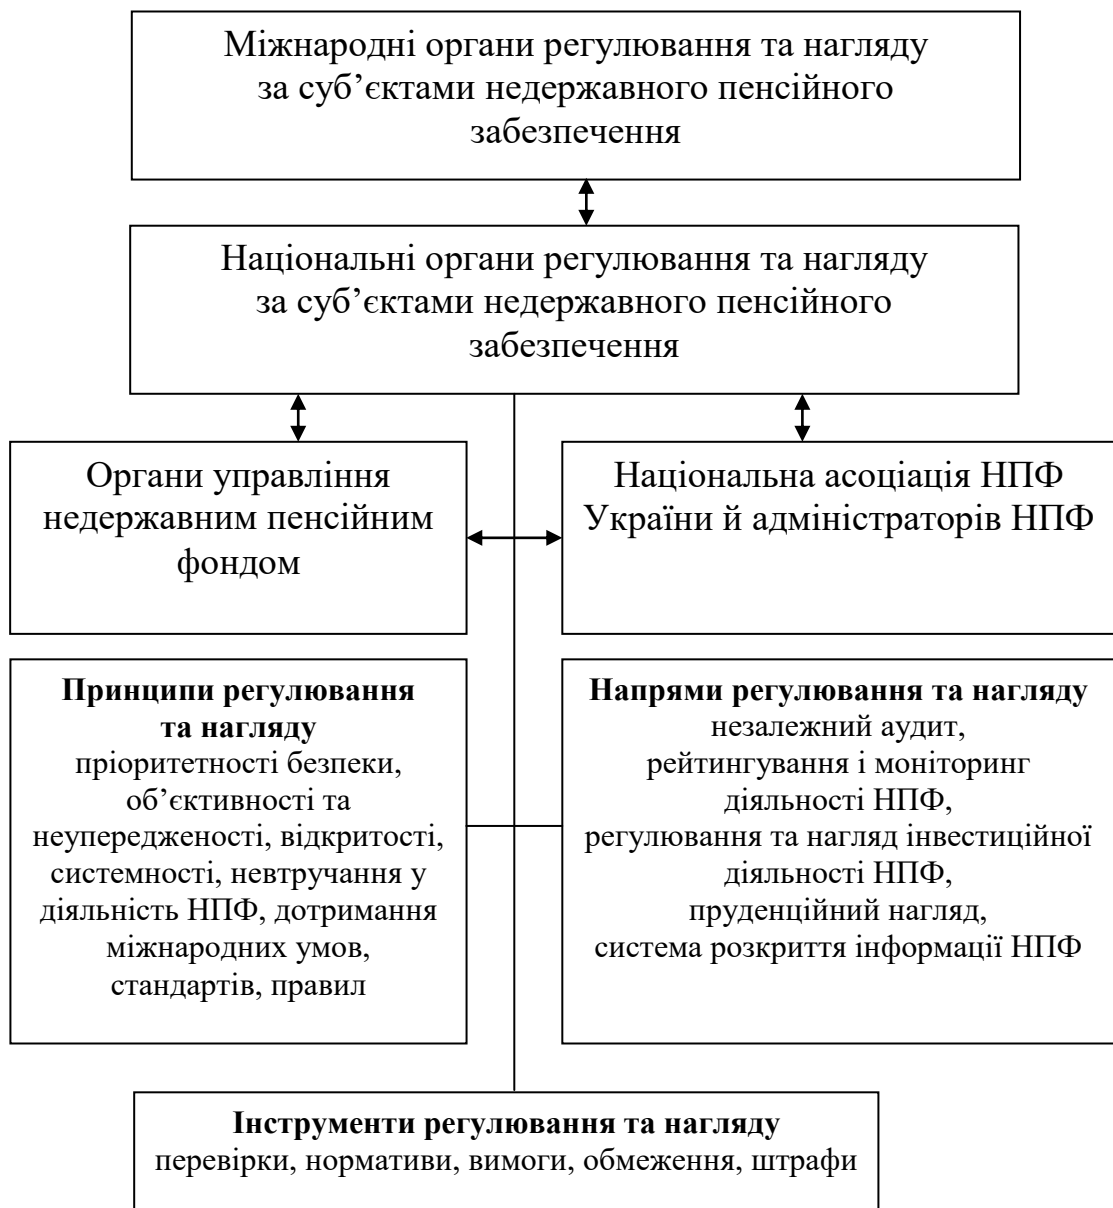 Міжнародні органи регулювання та нагляду
за суб’єктами недержавного пенсійного
забезпечення
Національні органи регулювання та нагляду
за суб’єктами недержавного пенсійного
забезпечення
Органи управління
недержавним пенсійним
фондом
Національна асоціація НПФ
України й адміністраторів НПФ
Принципи регулювання
та нагляду
пріоритетності безпеки,
об’єктивності та
неупередженості, відкритості,
системності, невтручання у
діяльність НПФ, дотримання
міжнародних умов,
стандартів, правил
Напрями регулювання та нагляду
незалежний аудит,
рейтингування і моніторинг
діяльності НПФ,
регулювання та нагляд інвестиційної
діяльності НПФ,
пруденційний нагляд,
система розкриття інформації НПФ
Інструменти регулювання та нагляду
перевірки, нормативи, вимоги, обмеження, штрафи